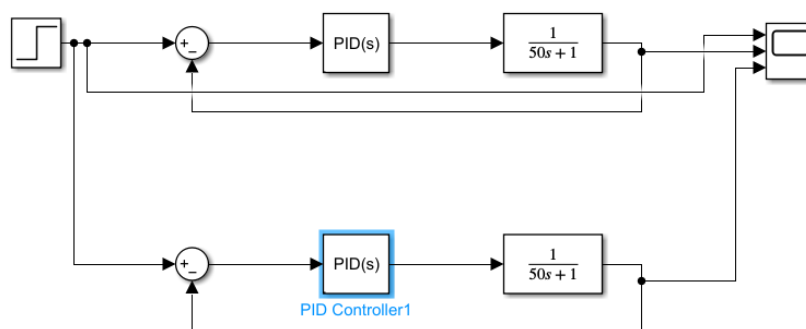 +
−
PID(s)
1
50s + 1
+
−
PID(s)
1
50s + 1
PID Controller1